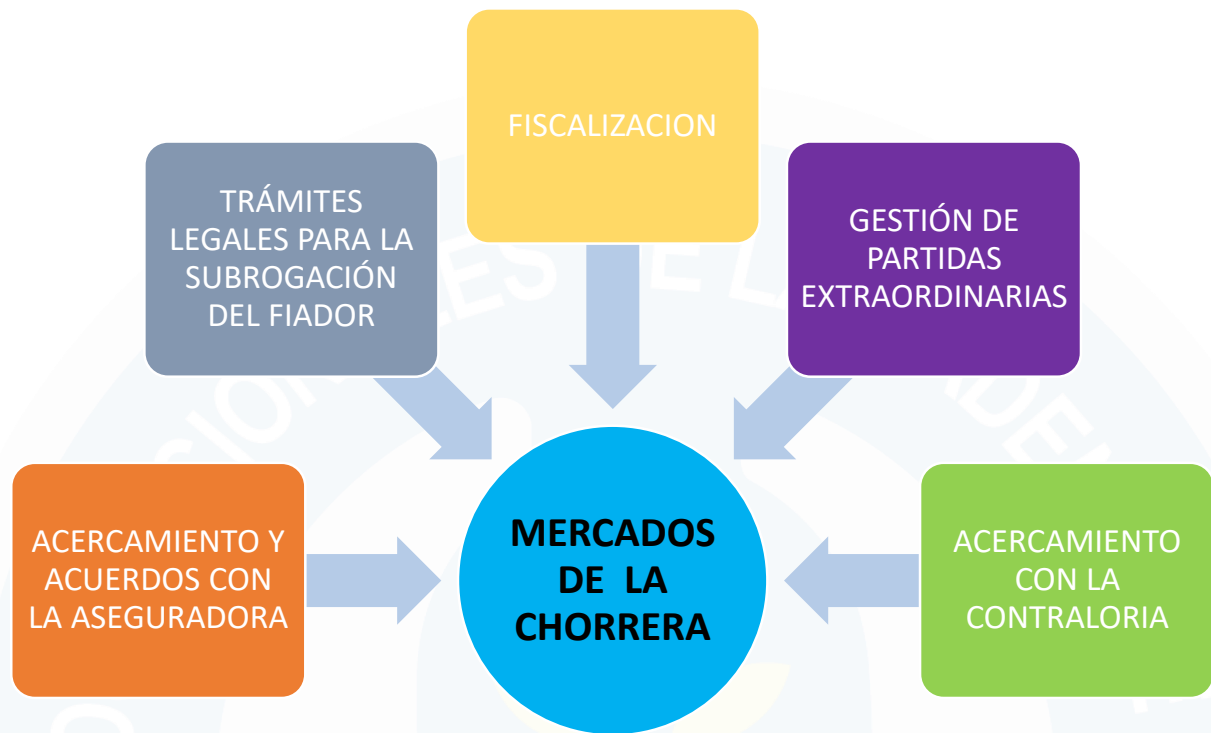 FISCALIZACION
TRÁMITES
LEGALES PARA LA
SUBROGACIÓN
DEL FIADOR
GESTIÓN DE
PARTIDAS
EXTRAORDINARIAS
ACERCAMIENTO Y
ACUERDOS CON
LA ASEGURADORA
MERCADOS
DE LA
CHORRERA
ACERCAMIENTO
CON LA
CONTRALORIA